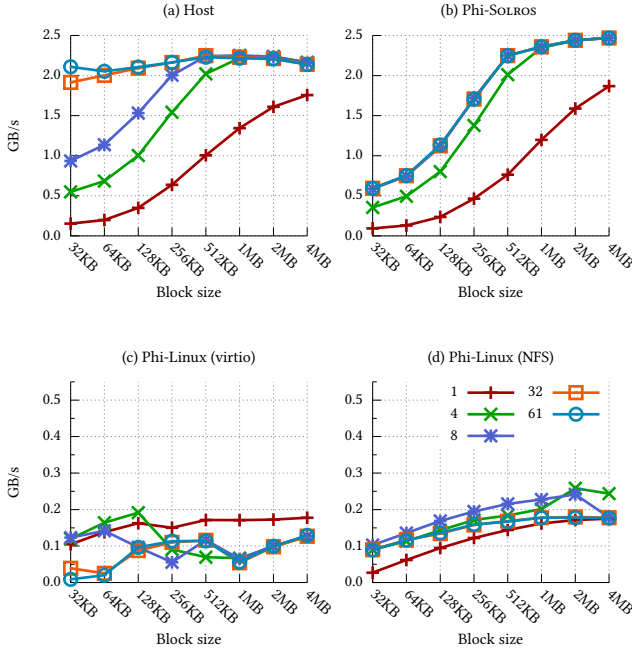 (a) Host
(b) Phi-SOLROS
2.5
2.0
1.5
1.0
0.5
0.0
GB/s
32KB 64KB 128KB 256KB 512KB 1MB 2MB 4MB
Block size
2.5
2.0
1.5
1.0
0.5
0.0
32KB 64KB 128KB 256KB 512KB 1MB 2MB 4MB
Block size
(c) Phi-Linux (virtio)
(d) Phi-Linux (NFS)
0.5
0.4
0.3
0.2
0.1
0.0
GB/s
32KB 64KB 128KB 256KB 512KB 1MB 2MB 4MB
Block size
0.5
0.4
0.3
0.2
0.1
0.0
1 32
4 61
8
32KB 64KB 128KB 256KB 512KB 1MB 2MB 4MB
Block size